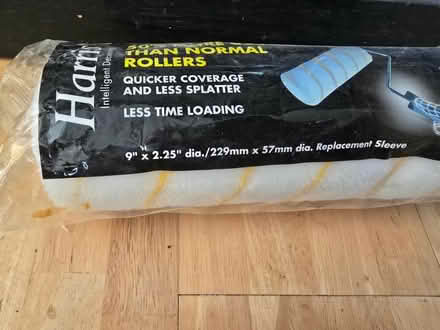 Harris
Intelligent De
THAN NORMAL
ROLLERS
QUICKER COVERAGE
AND LESS SPLATTER
LESS TIME LOADING
9" x 2.25" dia./229mm x 57mm dia. Replacement Sleeve